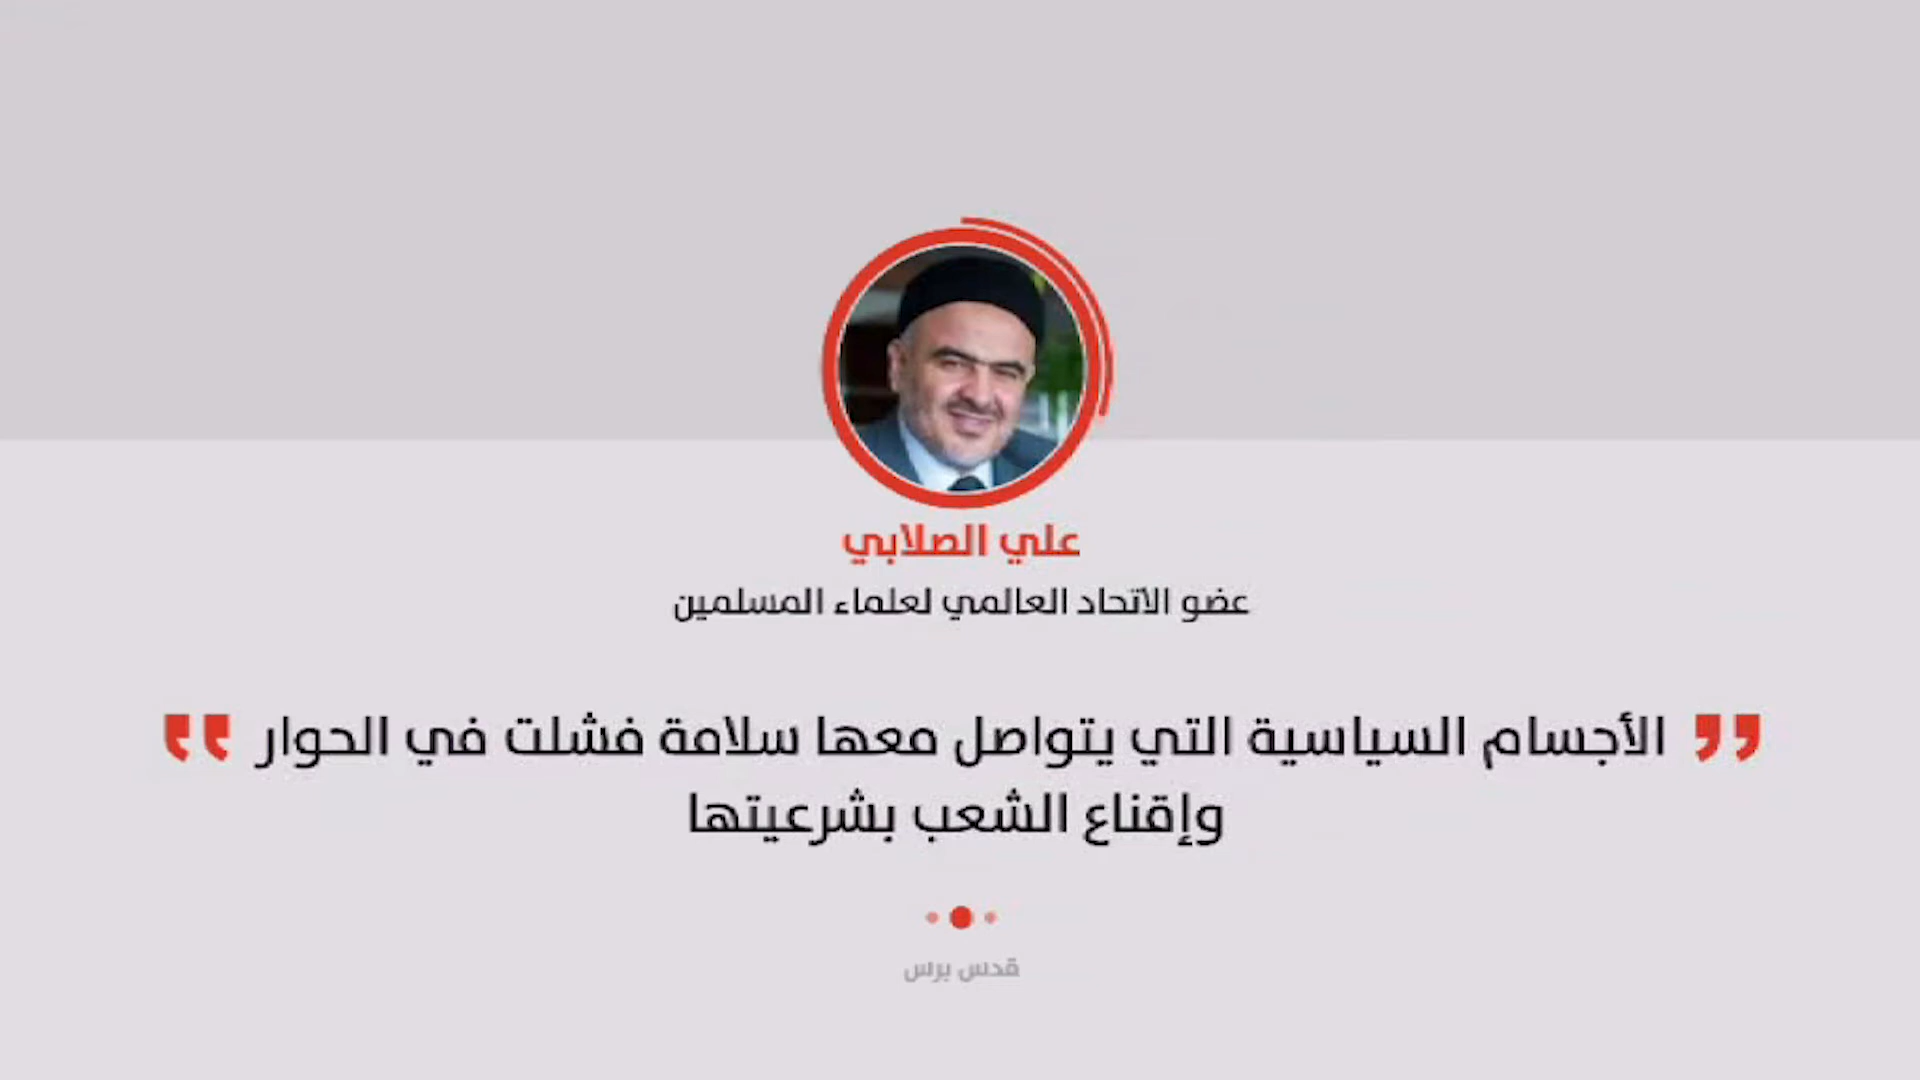 علي الصلابي
عضو الاتحاد العالمي لعلماء المسلمين
الأجسام السياسية التي يتواصل معها سلامة فشلت في الحوار
وإقناع الشعب بشرعيتها
قدس برس